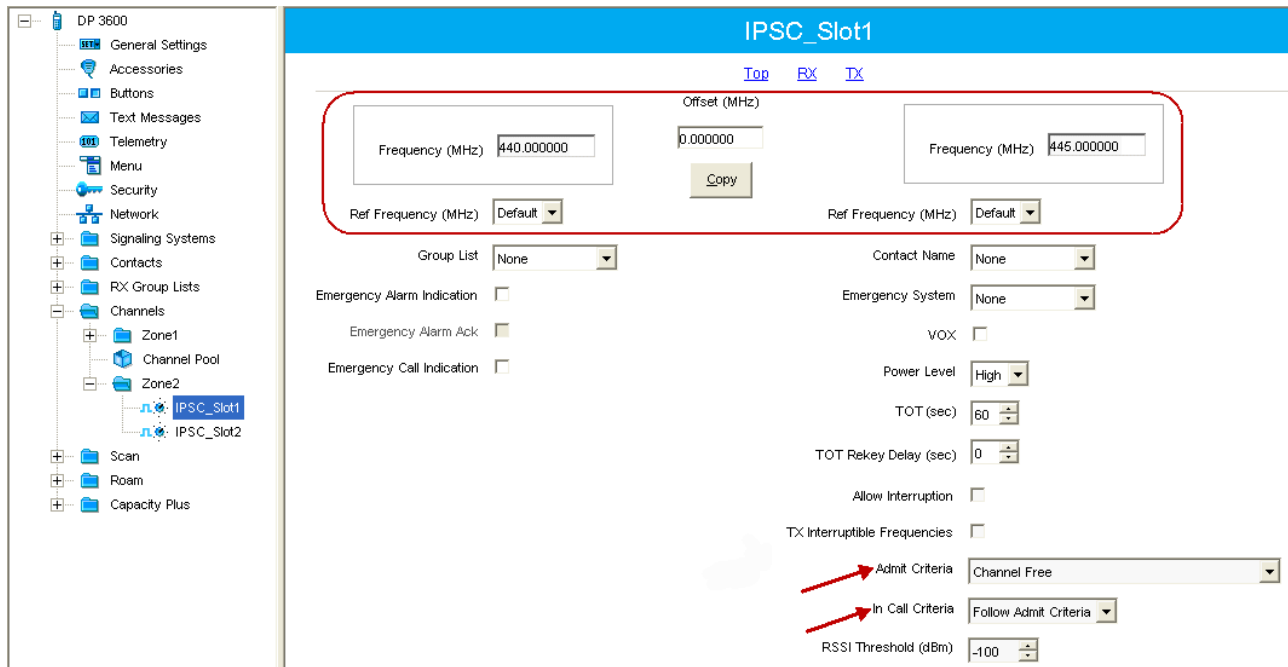 DP 3600
General Settings
Accessories
Buttons
Text Messages
Telemetry
Menu
Security
Network
Signaling Systems
Contacts
RX Group Lists
Channels
Zone1
Channel Pool
Zone2
IPSC_Slot1
IPSC_Slot2
Scan
Roam
Capacity Plus
IPSC_Slot1
Top RX TX
Offset (MHz)
Frequency (MHz) 440.000000 0.000000 Frequency (MHz) 445.000000
Copy
Ref Frequency (MHz) Default Ref Frequency (MHz) Default
Group List None Contact Name None
Emergency Alarm Indication Emergency System None
Emergency Alarm Ack VOX
Emergency Call Indication Power Level High
TOT (sec) 60
TOT Rekey Delay (sec) 0
Allow Interruption
TX Interruptible Frequencies
Admit Criteria Channel Free
In Call Criteria Follow Admit Criteria
RSSI Threshold (dBm) -100